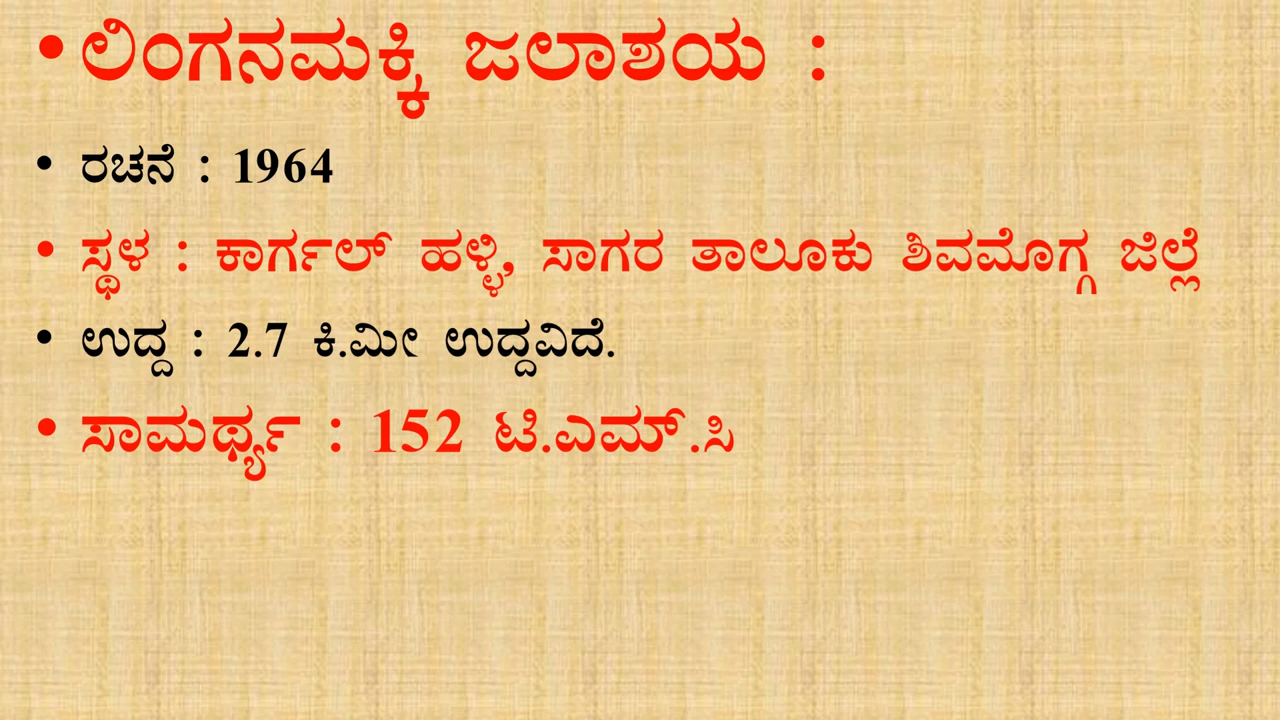 • ಲಿಂಗನಮಕ್ಕಿ ಜಲಾಶಯ :
• ರಚನೆ : 1964
• ಸ್ಥಳ : ಕಾರ್ಗಲ್ ಹಳ್ಳಿ, ಸಾಗರ ತಾಲೂಕು ಶಿವಮೊಗ್ಗ ಜಿಲ್ಲೆ
• ಉದ್ದ : 2.7 ಕಿ.ಮೀ ಉದ್ದವಿದೆ.
• ಸಾಮರ್ಥ್ಯ : 152 ಟಿ.ಎಮ್.ಸಿ